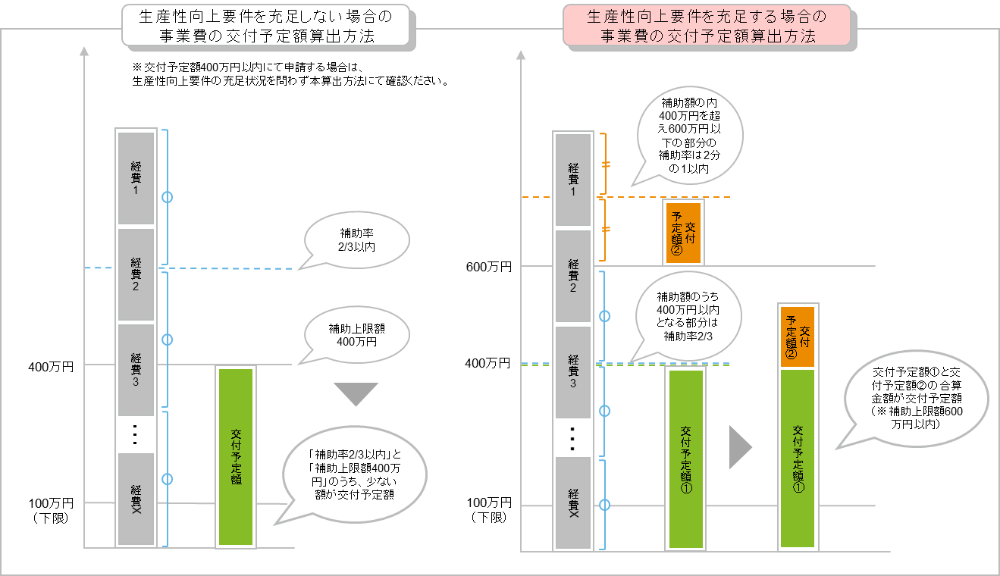 生産性向上要件を充足しない場合の
事業費の交付予定額算出方法
※交付予定額400万円以内にて申請する場合は、
生産性向上要件の充足状況を問わず本算出方法にて確認ください。
経費1
経費2
経費3
・・・
経費X
400万円
100万円
（下限）
交付予定額
補助率
2/3以内
補助上限額
400万円
「補助率2/3以内」と
「補助上限額400万
円」のうち、少ない
額が交付予定額
生産性向上要件を充足する場合の
事業費の交付予定額算出方法
600万円
400万円
100万円
（下限）
経費1
経費2
経費3
・・・
経費X
補助額の内
400万円を超
え600万円以
下の部分の
補助率は2分
の1以内
交付
予定額②
補助額のうち
400万円以内
となる部分は
補助率2/3
交付予定額①
交付
予定額②
交付予定額①
交付予定額①と交
付予定額②の合算
金額が交付予定額
（※補助上限額600
万円以内）